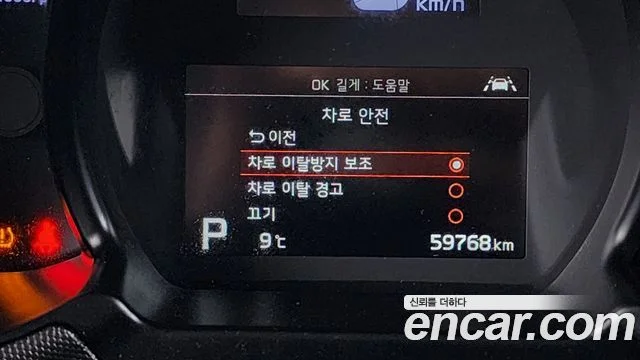 km/h
OK 길게 : 도움말
차로 안전
이전
차로 이탈방지 보조
차로 이탈 경고
끄기
P 9℃ 59768 km
신뢰를 더하다
encar.com